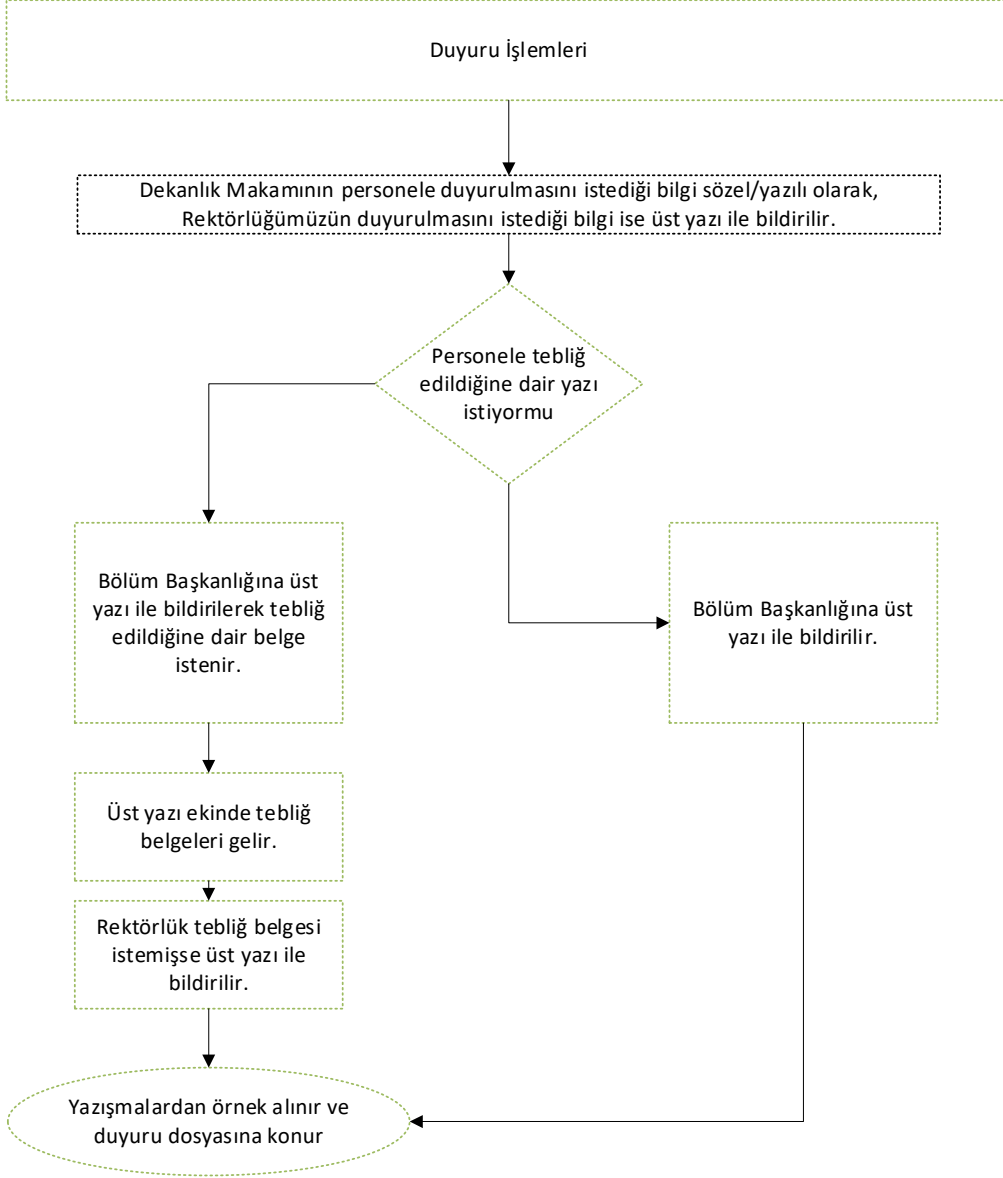 Duyuru İşlemleri
Dekanlık Makamının personele duyurulmasını istediği bilgi sözel/yazılı olarak,
Rektörlüğümüzün duyurulmasını istediği bilgi ise üst yazı ile bildirilir.
Personele tebliğ
edildiğine dair yazı
istiyormu
Bölüm Başkanlığına üst
yazı ile bildirilerek tebliğ
edildiğine dair belge
istenir.
Bölüm Başkanlığına üst
yazı ile bildirilir.
Üst yazı ekinde tebliğ
belgeleri gelir.
Rektörlük tebliğ belgesi
istemişse üst yazı ile
bildirilir.
Yazışmalardan örnek alınır ve
duyuru dosyasına konur